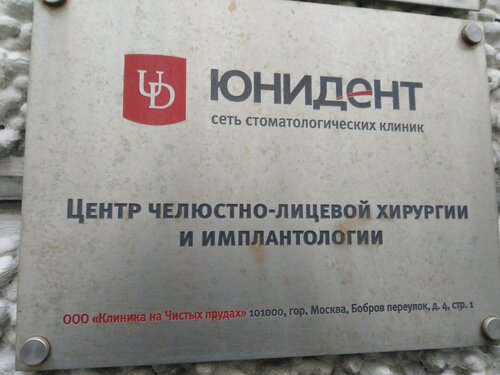 UD
ЮНИДЕНТ
сеть стоматологических клиник
Центр челюстно-лицевой хирургии
и имплантологии
ООО «Клиника на Чистых прудах» 101000, гор. Москва, Бобров переулок, д. 4, стр. 1